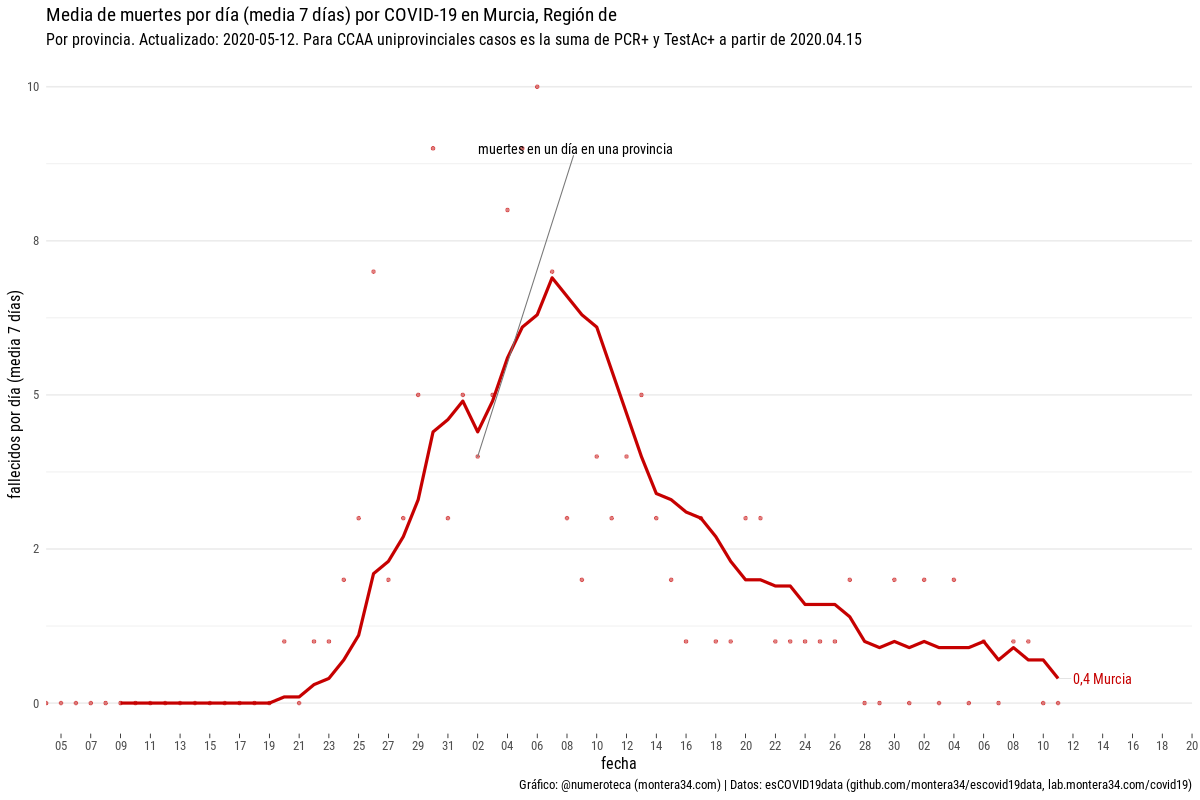 Media de muertes por día (media 7 días) por COVID-19 en Murcia, Región de
Por provincia. Actualizado: 2020-05-12. Para CCAA uniprovinciales casos es la suma de PCR+ y TestAc+ a partir de 2020.04.15
10
muertes en un día en una provincia
8
fallecidos por día (media 7 días)
5
2
0,4 Murcia
0
05 07 09 11 13 15 17 19 21 23 25 27 29 31 02 04 06 08 10 12 14 16 18 20 22 24 26 28 30 02 04 06 08 10 12 14 16 18 20
fecha
Gráfico: @numeroteca (montera34.com) | Datos: esCOVID19data (github.com/montera34/escovid19data, lab.montera34.com/covid19)